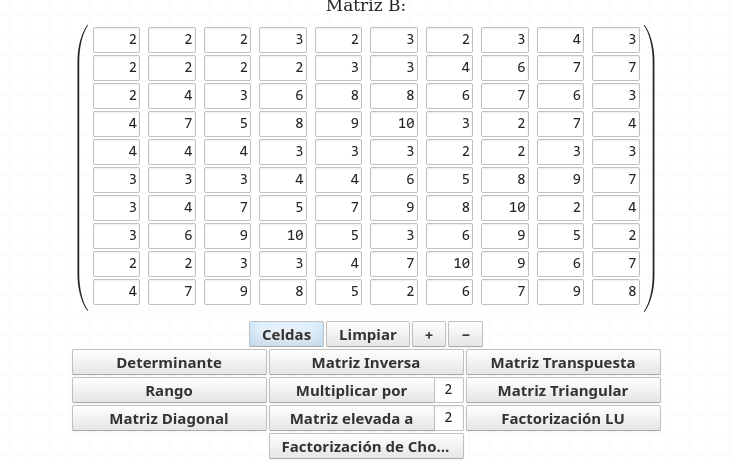 Matriz B:
2 2 2 3 2 3 2 3 4 3
2 2 2 2 3 3 4 6 7 7
2 4 3 6 8 8 6 7 6 3
4 7 5 8 9 10 3 2 7 4
4 4 4 3 3 3 2 2 3 3
3 3 3 4 4 6 5 8 9 7
3 4 7 5 7 9 8 10 2 4
3 6 9 10 5 3 6 9 5 2
2 2 3 3 4 7 10 9 6 7
4 7 9 8 5 2 6 7 9 8
Celdas Limpiar + −
Determinante Matriz Inversa Matriz Transpuesta
Rango Multiplicar por 2 Matriz Triangular
Matriz Diagonal Matriz elevada a 2 Factorización LU
Factorización de Cho...